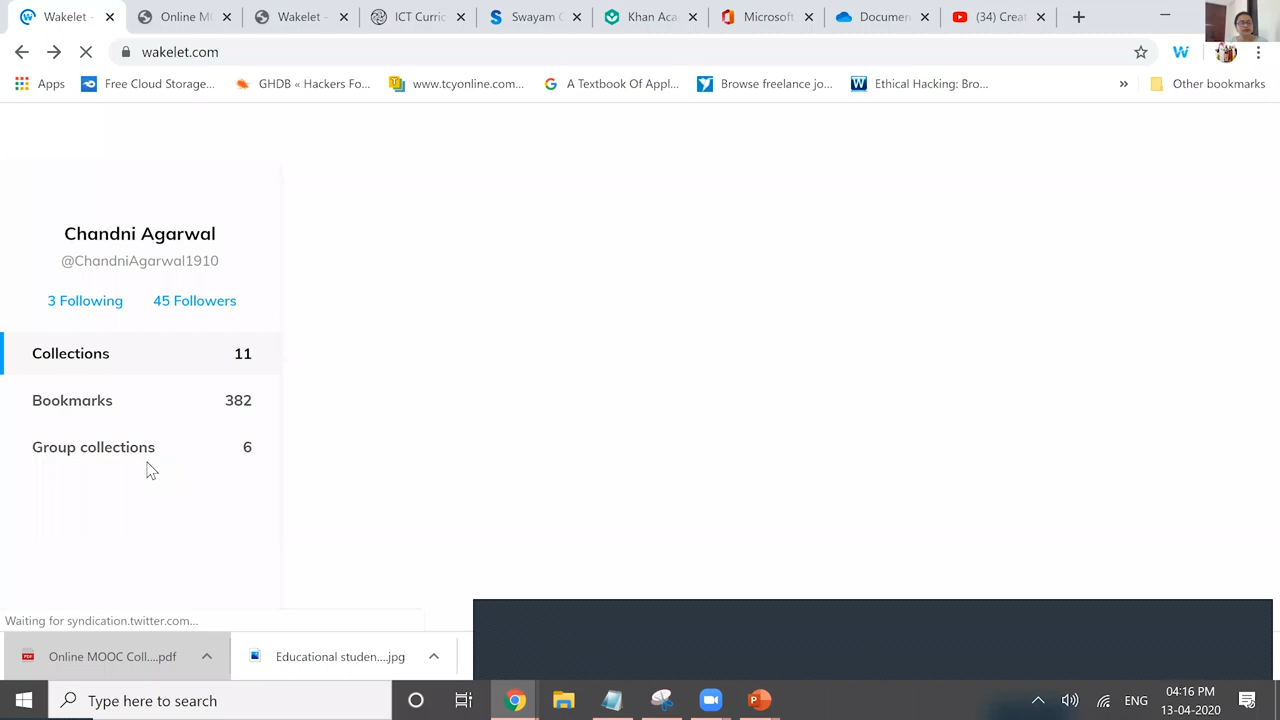 Wakelet -
Online M
Wakelet -
ICT Curric
Swayam C
Khan Aca
Microsoft
Documen
(34) Creat
wakelet.com
Apps
Free Cloud Storage...
GHDB « Hackers Fo...
www.tcyonline.com...
A Textbook Of Appl...
Browse freelance jo...
Ethical Hacking: Bro...
»
Other bookmarks
Chandni Agarwal
@ChandniAgarwal1910
3 Following
45 Followers
Collections 11
Bookmarks 382
Group collections 6
Waiting for syndication.twitter.com...
Online MOOC Coll....pdf
Educational studen....jpg
Type here to search
ENG
04:16 PM
13-04-2020